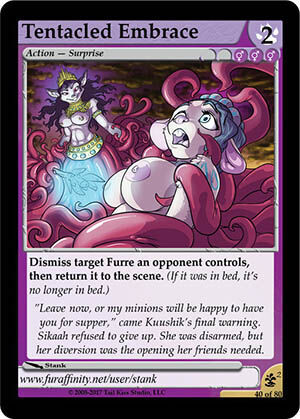 Tentacled Embrace
2
Action — Surprise
Dismiss target Furre an opponent controls,
then return it to the scene. (If it was in bed, it's
no longer in bed.)
"Leave now, or my minions will be happy to have
you for supper," came Kuushik's final warning.
Sikaah refused to give up. She was disarmed, but
her diversion was the opening her friends needed.
Stank
www.furaffinity.net/user/stank
© 2005-2017 Tail Kiss Studio, LLC
40 of 80